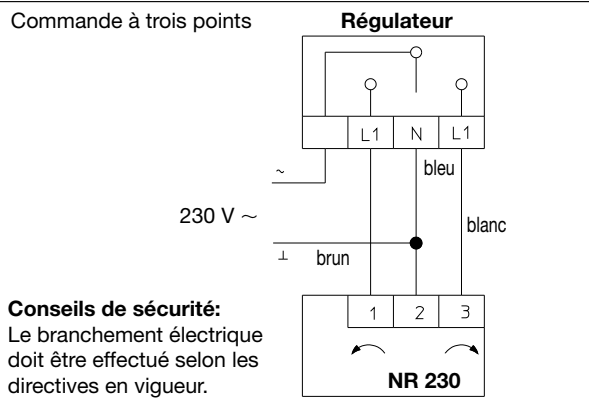 Commande à trois points
Régulateur
L1 N L1
bleu
~
230 V ~
blanc
⊥
brun
Conseils de sécurité:
Le branchement électrique
doit être effectué selon les
directives en vigueur.
1 2 3
NR 230